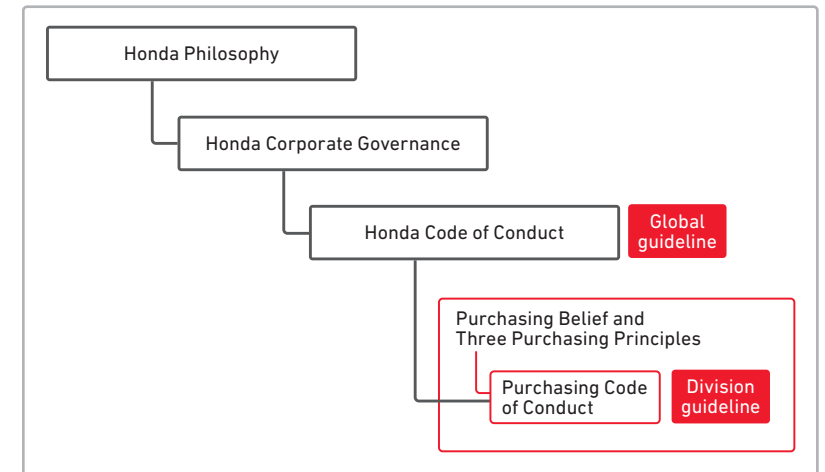 Honda Philosophy
Honda Corporate Governance
Honda Code of Conduct
Global
guideline
Purchasing Belief and
Three Purchasing Principles
Purchasing Code
of Conduct
Division
guideline